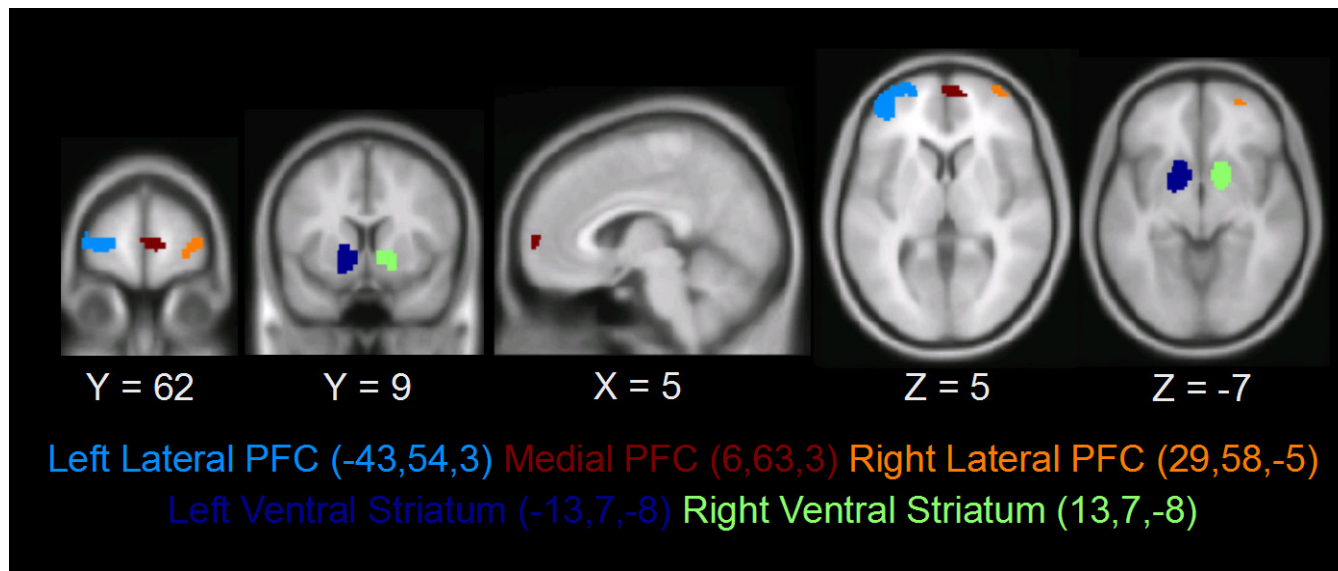 Y = 62 Y = 9 X = 5 Z = 5 Z = -7
Left Lateral PFC (-43,54,3) Medial PFC (6,63,3) Right Lateral PFC (29,58,-5)
Left Ventral Striatum (-13,7,-8) Right Ventral Striatum (13,7,-8)